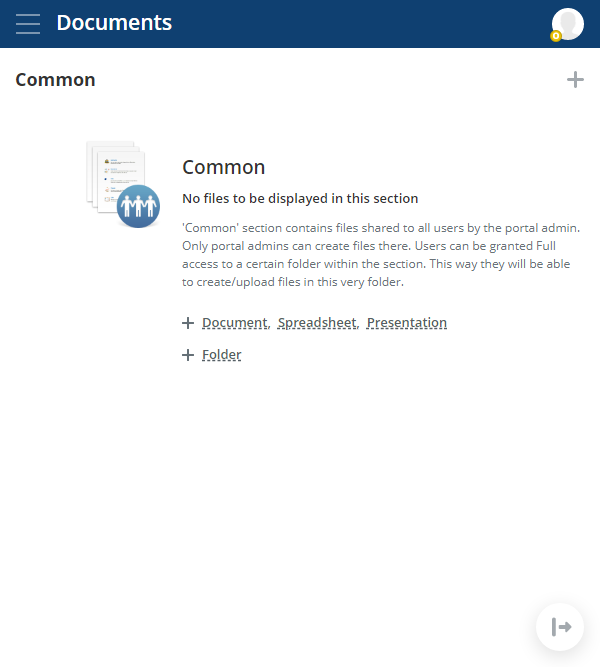 Documents
Common
Common
No files to be displayed in this section
'Common' section contains files shared to all users by the portal admin.
Only portal admins can create files there. Users can be granted Full
access to a certain folder within the section. This way they will be able
to create/upload files in this very folder.
Document, Spreadsheet, Presentation
Folder